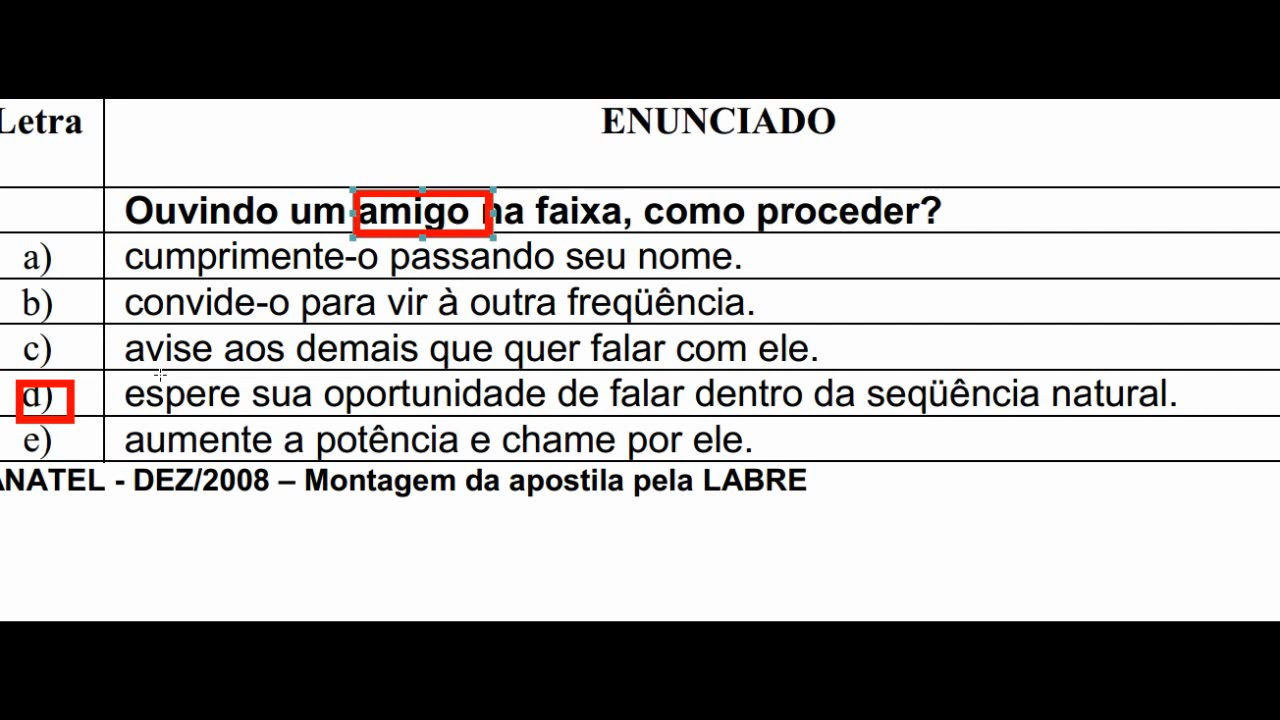 Letra ENUNCIADO
Ouvindo um amigo na faixa, como proceder?
a) cumprimente-o passando seu nome.
b) convide-o para vir à outra freqüência.
c) avise aos demais que quer falar com ele.
d) espere sua oportunidade de falar dentro da seqüência natural.
e) aumente a potência e chame por ele.
ANATEL - DEZ/2008 – Montagem da apostila pela LABRE